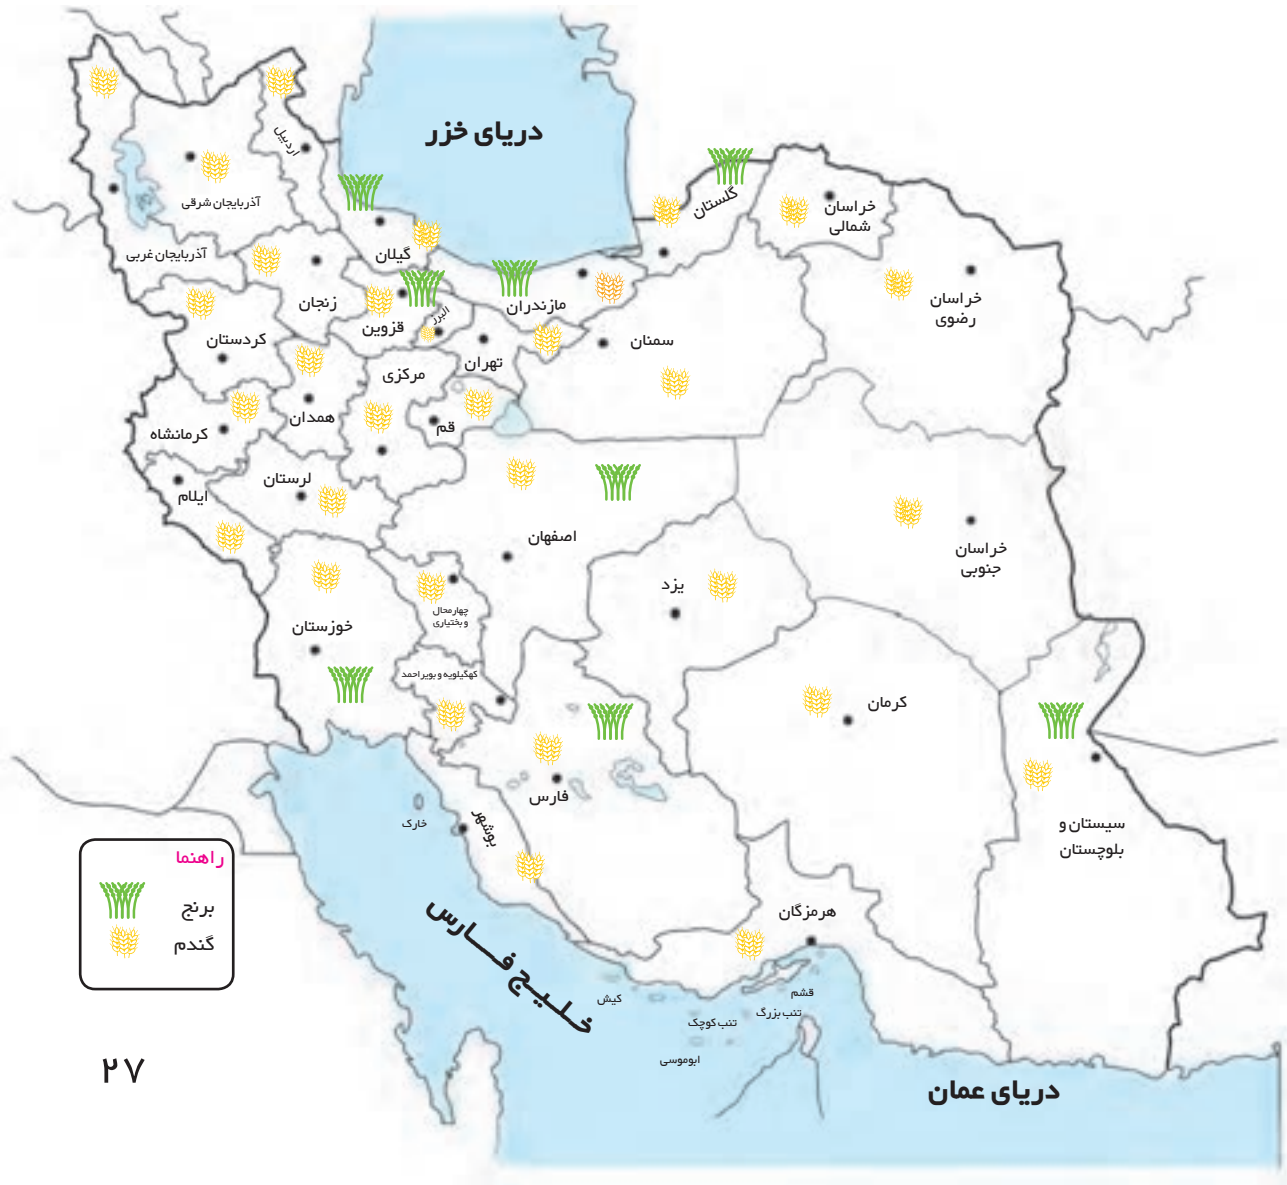 دریای خزر
اردبیل
آذربایجان شرقی
آذربایجان غربی
گیلان
گلستان
خراسان
شمالی
خراسان
رضوی
زنجان
مازندران
البرز
قزوین
کردستان
سمنان
تهران
مرکزی
همدان
قم
کرمانشاه
لرستان
ایلام
اصفهان
خراسان
جنوبی
یزد
چهارمحال
و بختیاری
خوزستان
کهگیلویه و بویراحمد
کرمان
فارس
بوشهر
خارک
سیستان و
بلوچستان
راهنما
برنج
گندم
هرمزگان
خلیج فارس
کیش
قشم
تنب بزرگ
تنب کوچک
ابوموسی
دریای عمان
۲۷